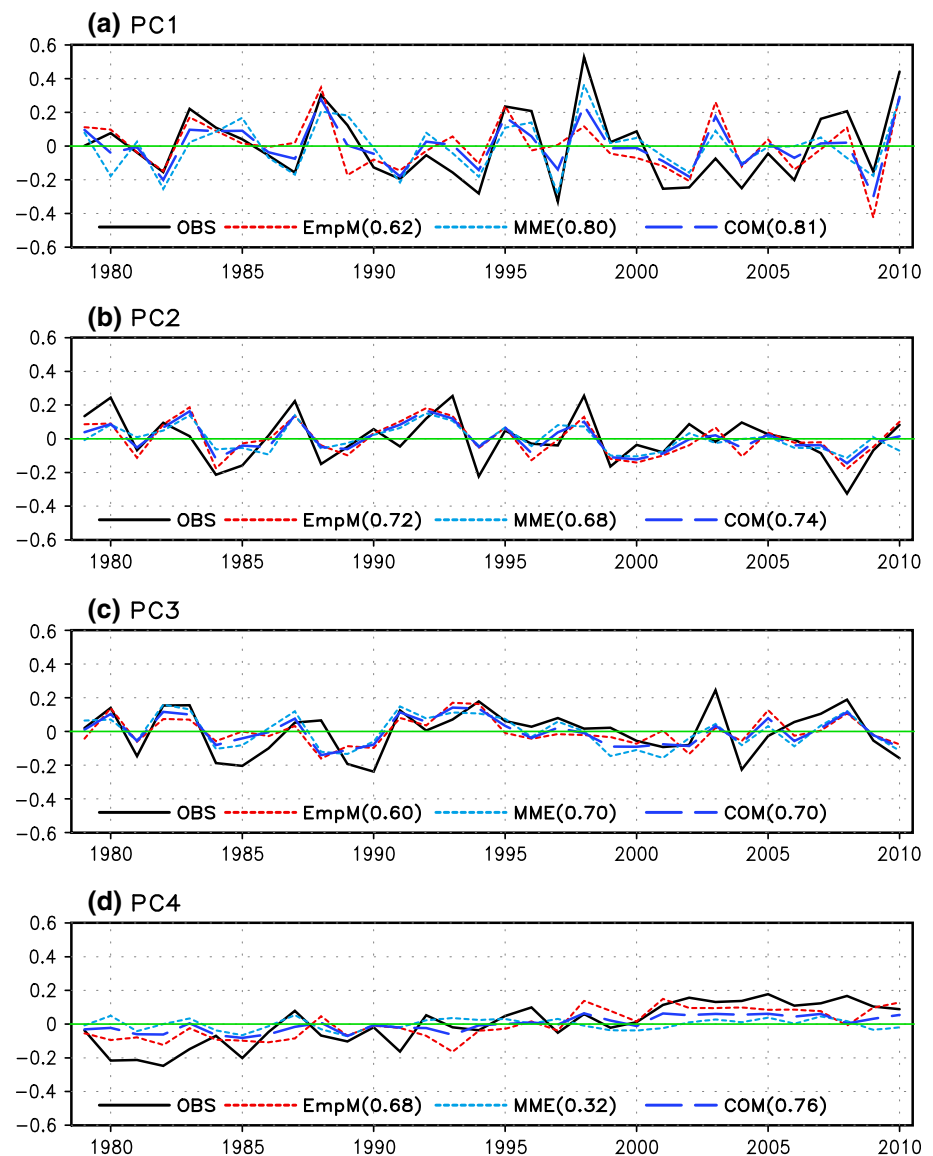 (a) PC1
0.6
0.4
0.2
0
−0.2
−0.4
−0.6
OBS EmpM(0.62) MME(0.80) COM(0.81)
1980 1985 1990 1995 2000 2005 2010
(b) PC2
0.6
0.4
0.2
0
−0.2
−0.4
−0.6
OBS EmpM(0.72) MME(0.68) COM(0.74)
1980 1985 1990 1995 2000 2005 2010
(c) PC3
0.6
0.4
0.2
0
−0.2
−0.4
−0.6
OBS EmpM(0.60) MME(0.70) COM(0.70)
1980 1985 1990 1995 2000 2005 2010
(d) PC4
0.6
0.4
0.2
0
−0.2
−0.4
−0.6
OBS EmpM(0.68) MME(0.32) COM(0.76)
1980 1985 1990 1995 2000 2005 2010